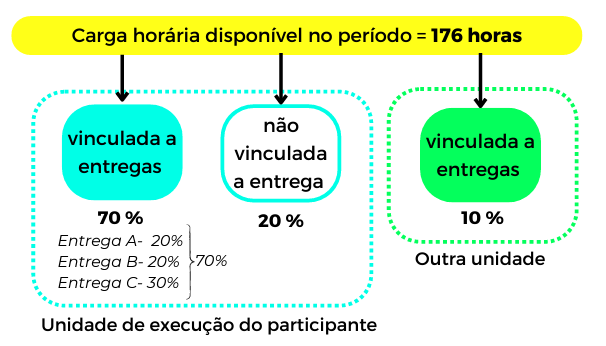 Carga horária disponível no período = 176 horas
vinculada a
entregas
70 %
Entrega A- 20%
Entrega B- 20%
Entrega C- 30%
70%
não
vinculada
a entrega
20 %
Unidade de execução do participante
vinculada a
entregas
10 %
Outra unidade